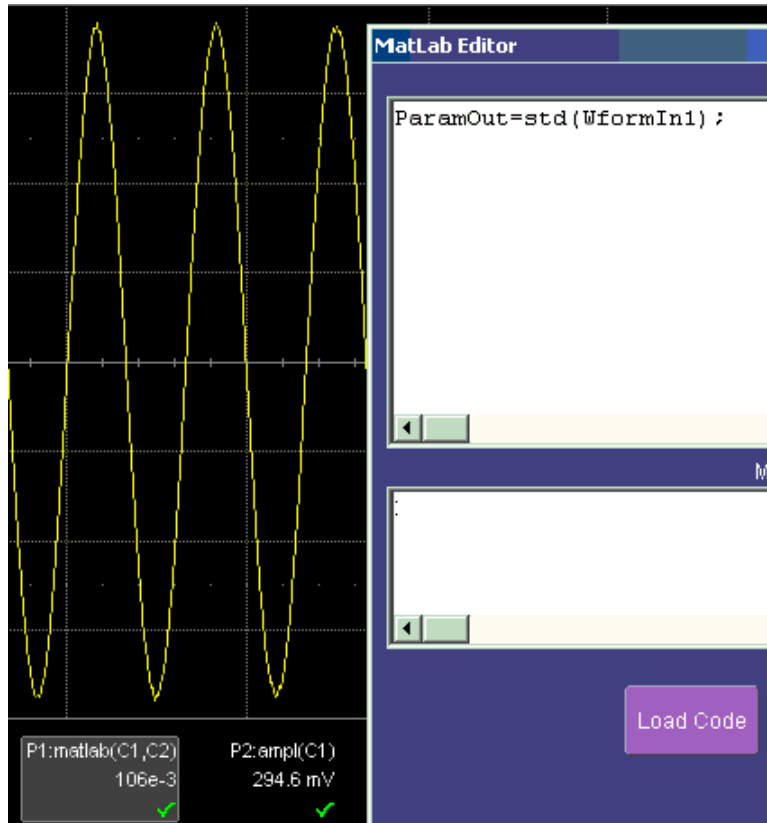 MatLab Editor
ParamOut=std(WformIn1);
M
Load Code
P1:matlab(C1,C2)
106e-3
P2:ampl(C1)
294.6 mV